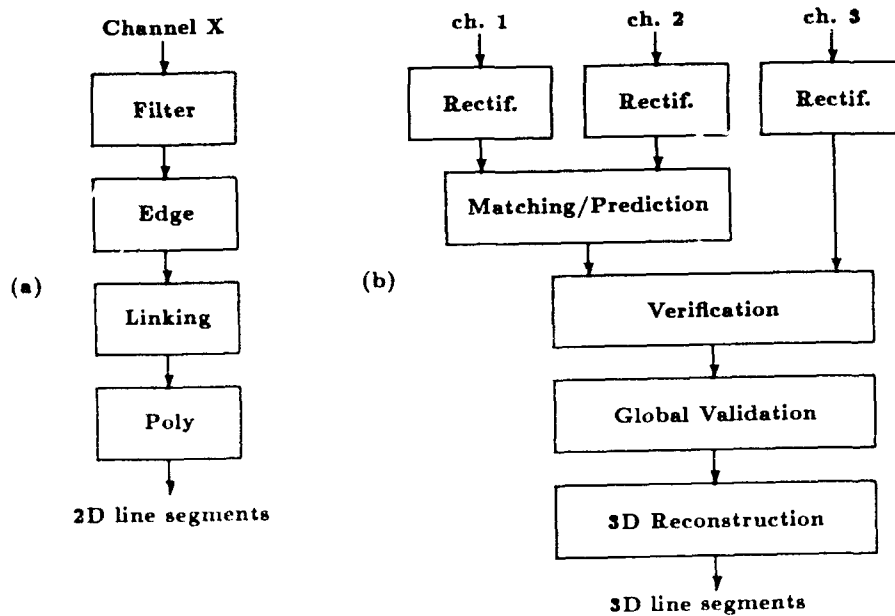 Channel X
Filter
Edge
(a)
Linking
Poly
2D line segments
ch. 1
ch. 2
ch. 3
Rectif.
Rectif.
Rectif.
Matching/Prediction
(b)
Verification
Global Validation
3D Reconstruction
3D line segments